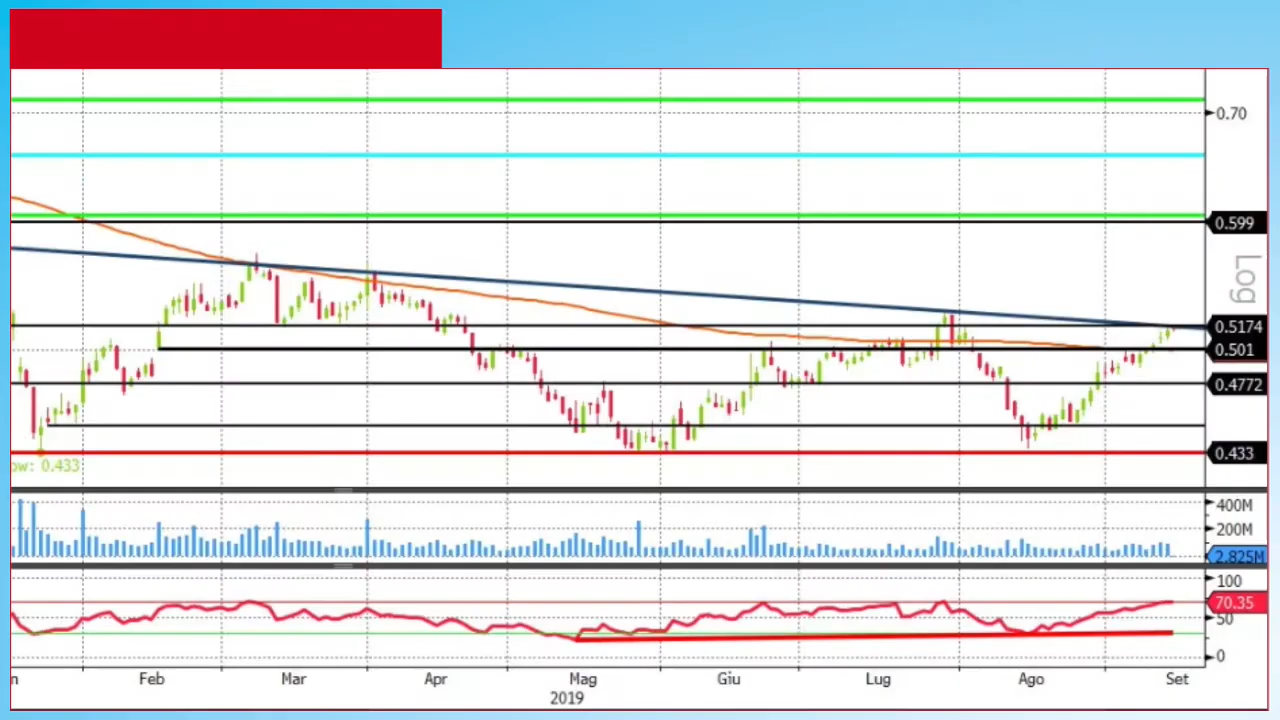 0.70
0.599
Log
0.5174
0.501
0.4772
0.433
ow: 0.433
400M
200M
2.825M
100
70.35
50
0
n Feb Mar Apr Mag Giu Lug Ago Set
2019